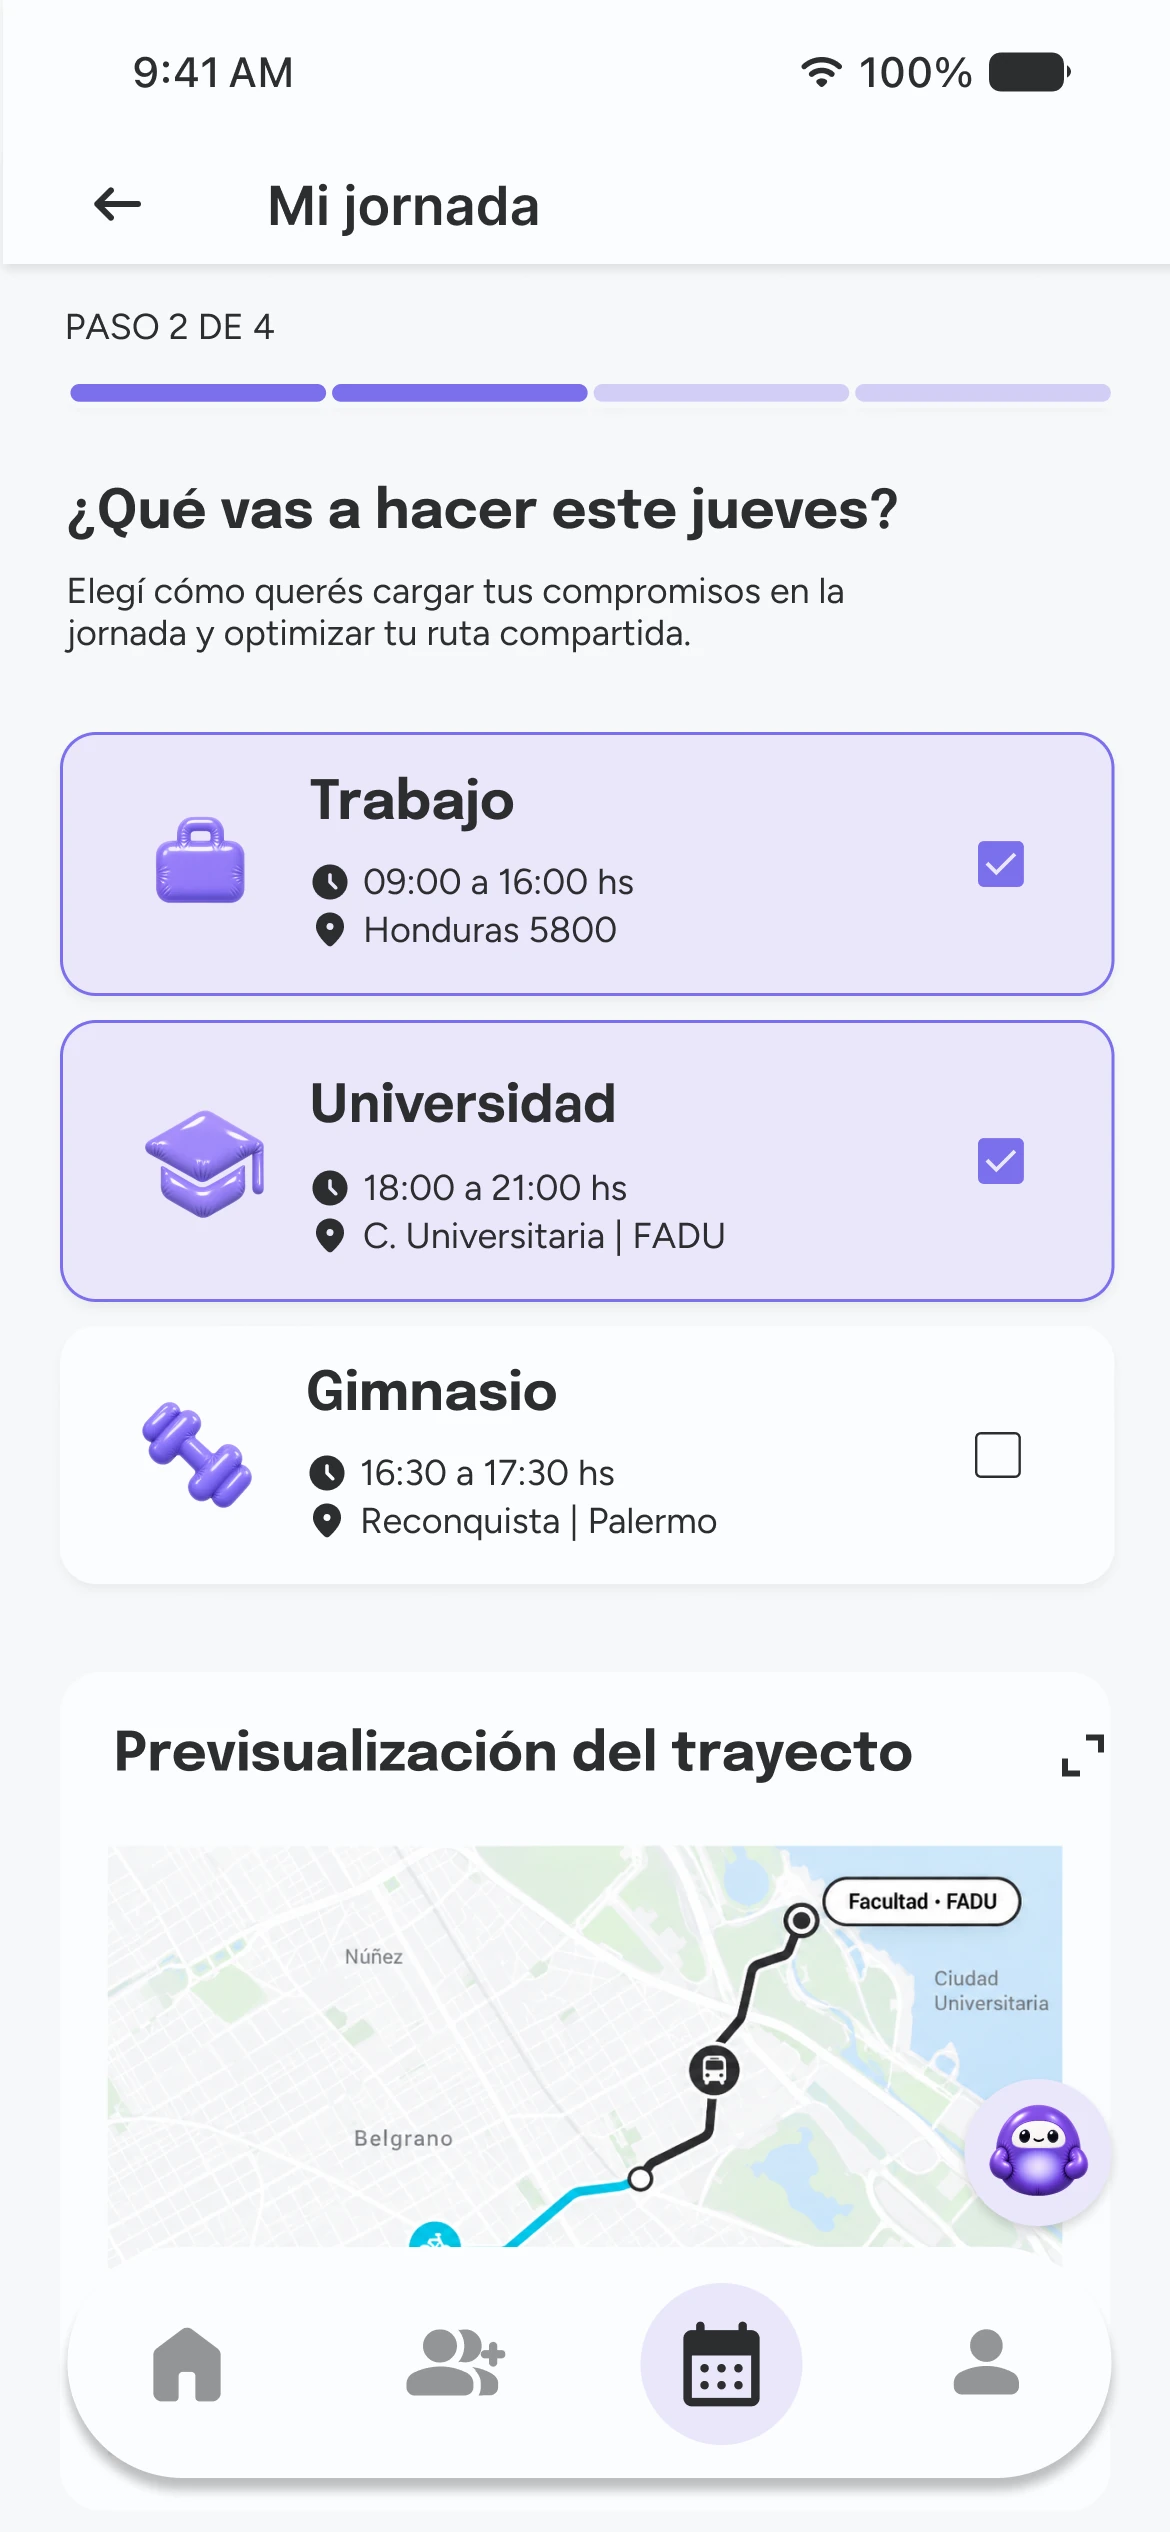 9:41 AM
100%
Mi jornada
PASO 2 DE 4
¿Qué vas a hacer este jueves?
Elegí cómo querés cargar tus compromisos en la
jornada y optimizar tu ruta compartida.
Trabajo
09:00 a 16:00 hs
Honduras 5800
Universidad
18:00 a 21:00 hs
C. Universitaria | FADU
Gimnasio
16:30 a 17:30 hs
Reconquista | Palermo
Previsualización del trayecto
Facultad • FADU
Núñez
Ciudad
Universitaria
Belgrano